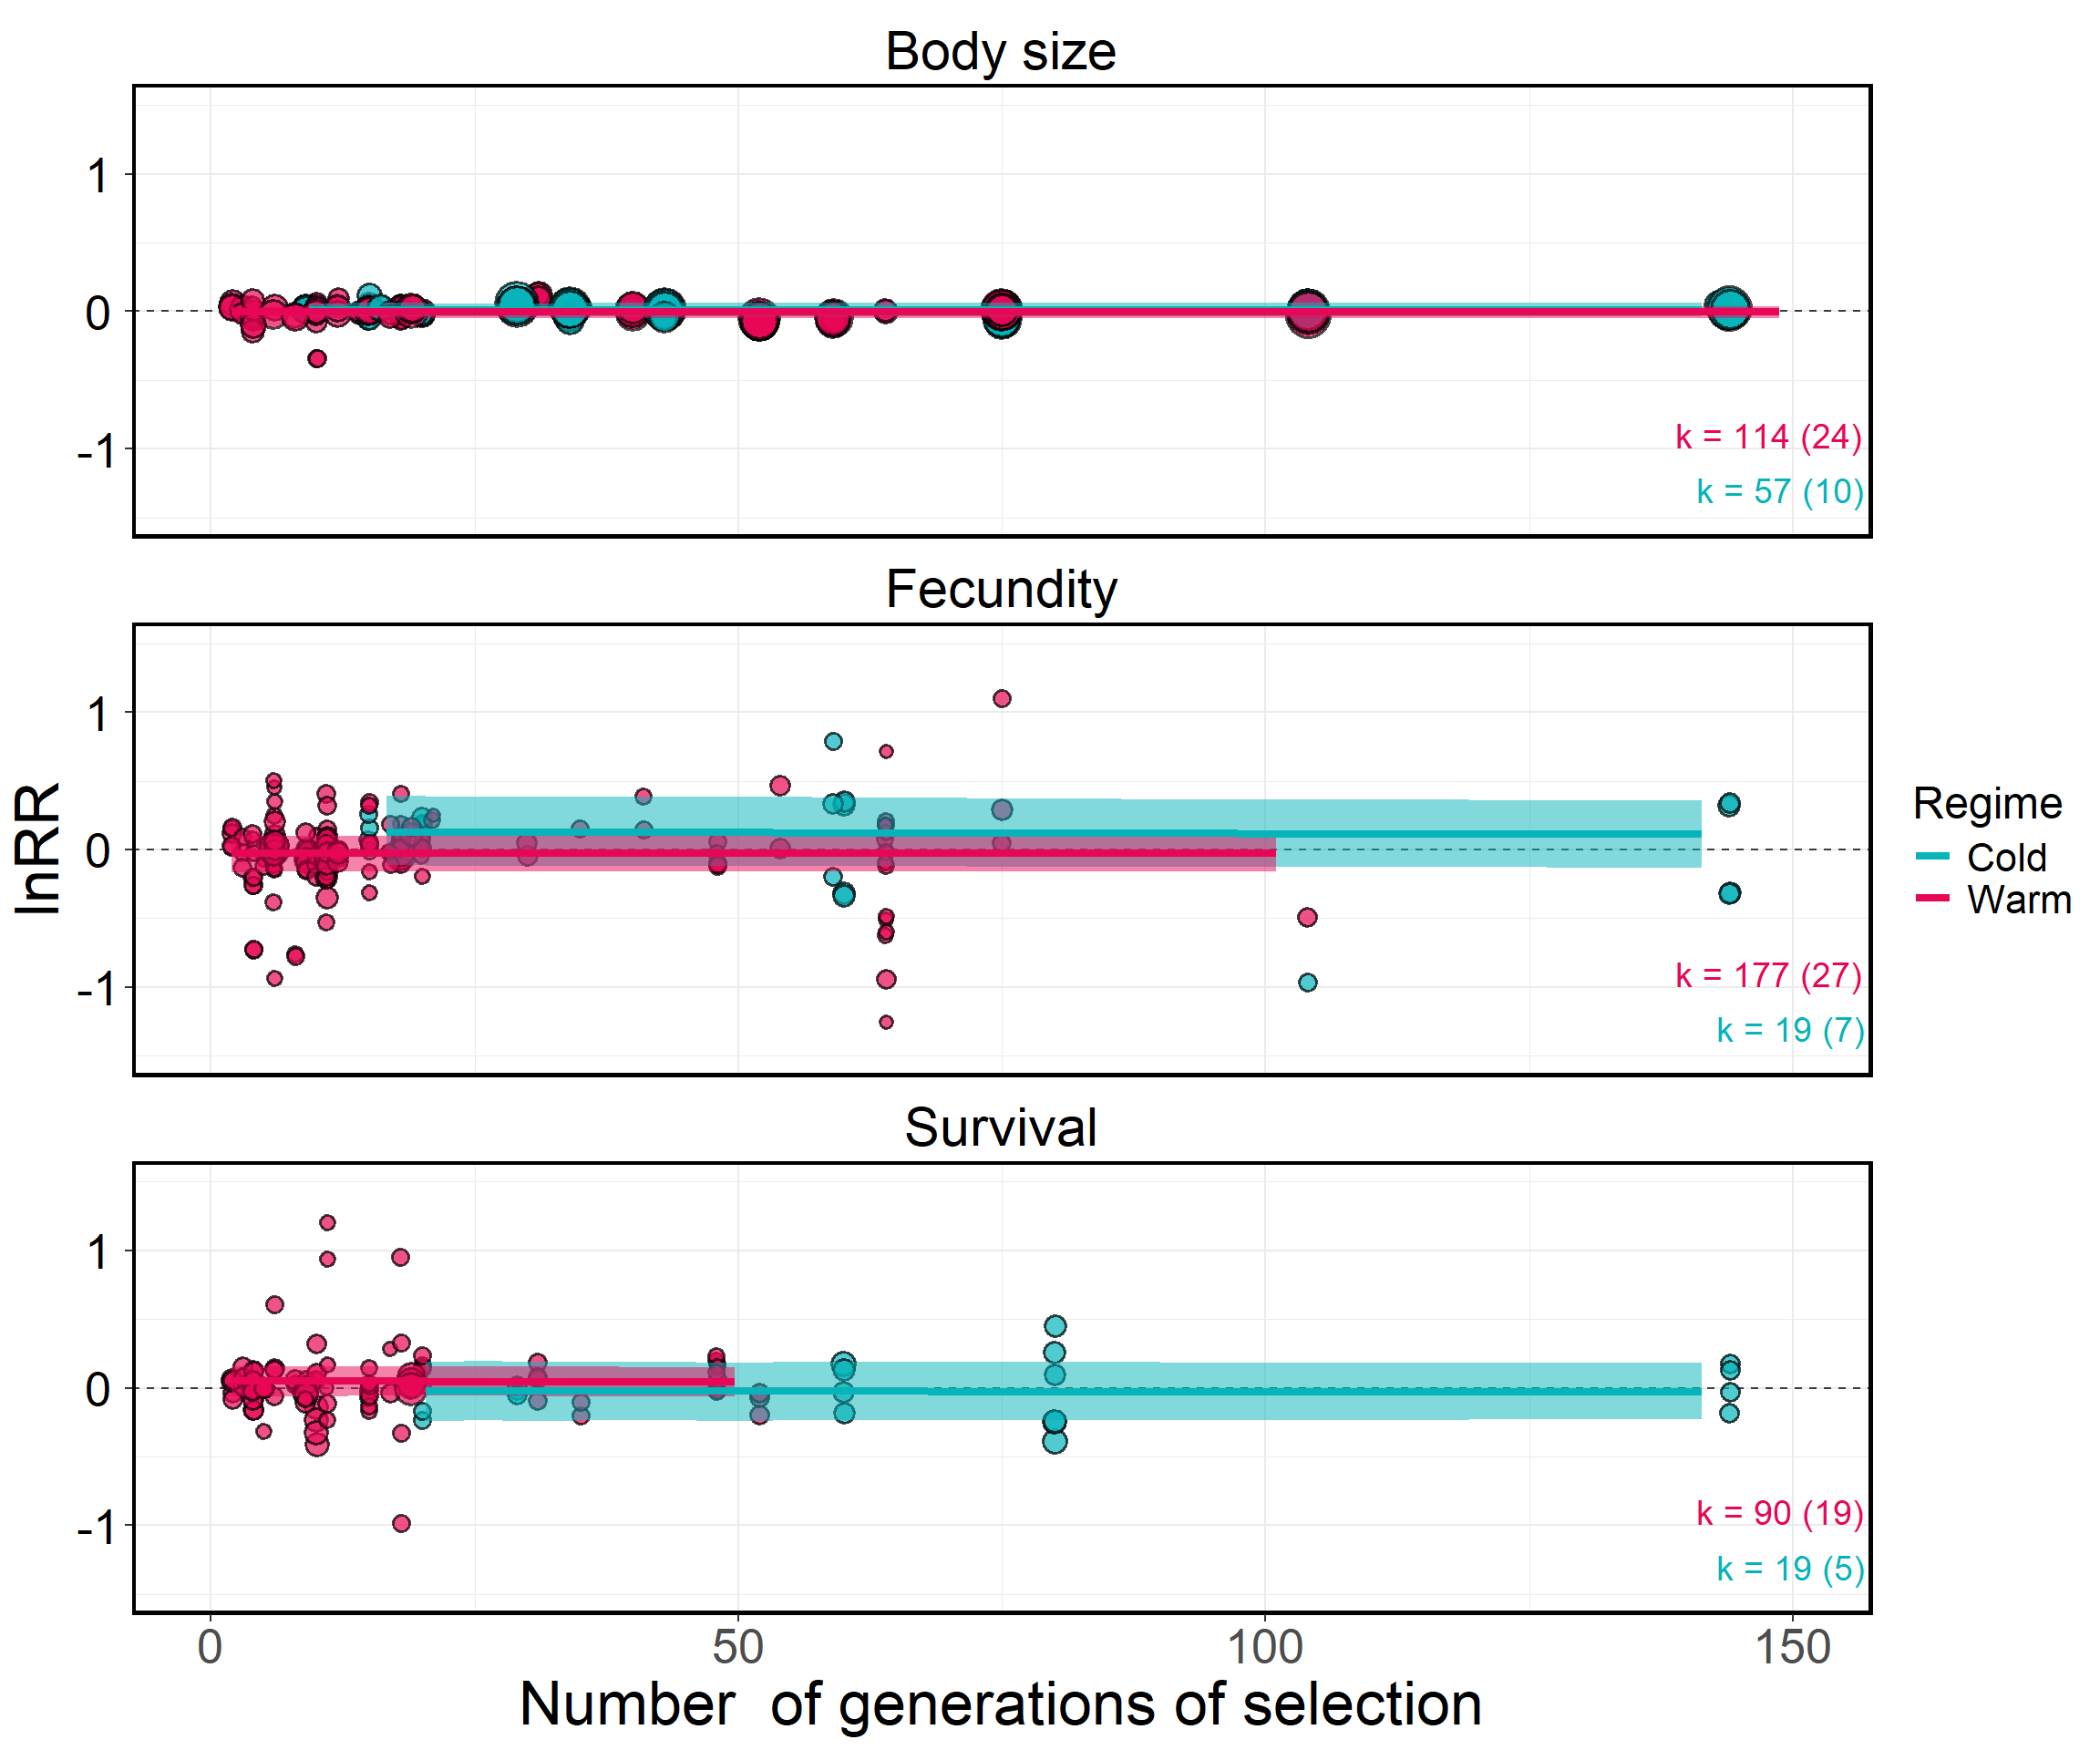 Body size
1
0
-1
k = 114 (24)
k = 57 (10)
Fecundity
1
0
-1
k = 177 (27)
k = 19 (7)
lnRR
Regime
Cold
Warm
Survival
1
0
-1
k = 90 (19)
k = 19 (5)
0 50 100 150
Number  of generations of selection